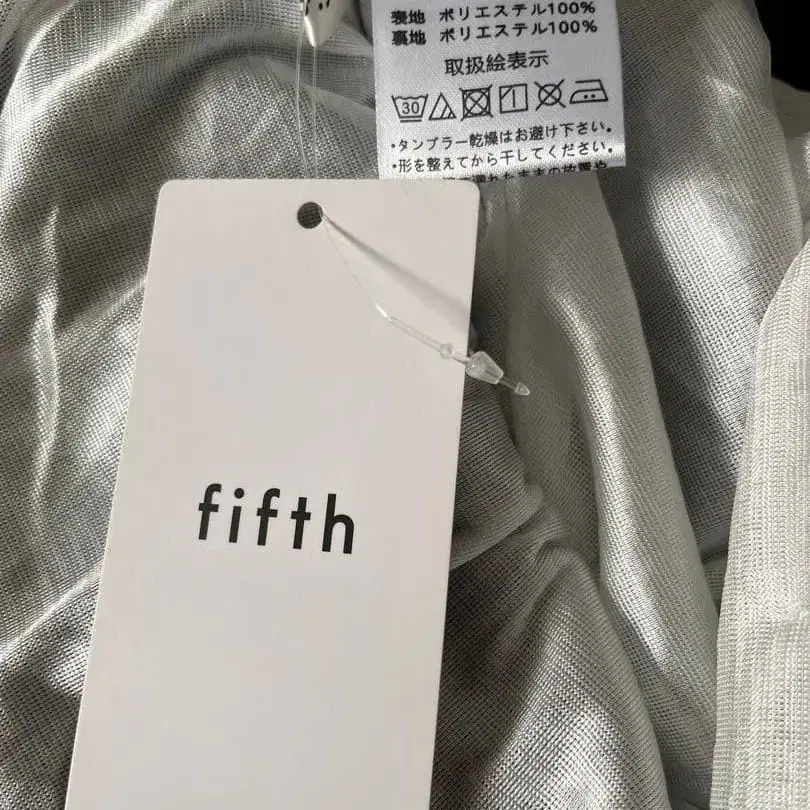 表地 ポリエステル100%
裏地 ポリエステル100%
取扱絵表示
30
・タンブラー乾燥はお避け下さい。
・形を整えてから干してください。
fifth